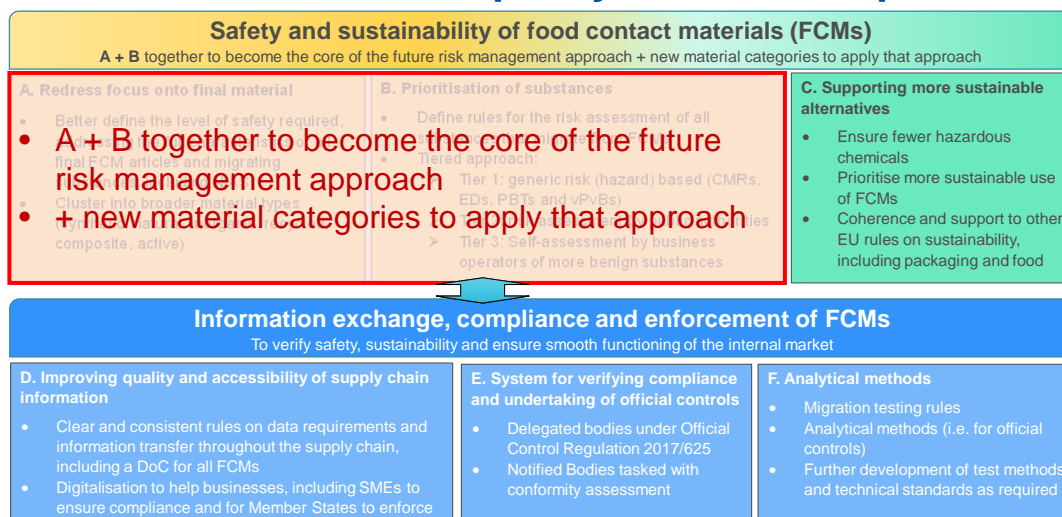 Safety and sustainability of food contact materials (FCMs)
A + B together to become the core of the future risk management approach + new material categories to apply that approach
A. Redress focus onto final material
• Better define the level of safety required,
final FCM articles and migrating
• Cluster into broader material types
composite, active)
B. Prioritisation of substances
• Define rules for the risk assessment of all
• Tiered approach:
➤ Tier 1: generic risk (hazard) based (CMRs,
EDs, PBTs and vPvBs)
➤ Tier 3: Self-assessment by business
operators of more benign substances
• A + B together to become the core of the future
risk management approach
• + new material categories to apply that approach
C. Supporting more sustainable
alternatives
• Ensure fewer hazardous
chemicals
• Prioritise more sustainable use
of FCMs
• Coherence and support to other
EU rules on sustainability,
including packaging and food
Information exchange, compliance and enforcement of FCMs
To verify safety, sustainability and ensure smooth functioning of the internal market
D. Improving quality and accessibility of supply chain
information
• Clear and consistent rules on data requirements and
information transfer throughout the supply chain,
including a DoC for all FCMs
• Digitalisation to help businesses, including SMEs to
ensure compliance and for Member States to enforce
E. System for verifying compliance
and undertaking of official controls
• Delegated bodies under Official
Control Regulation 2017/625
• Notified Bodies tasked with
conformity assessment
F. Analytical methods
• Migration testing rules
• Analytical methods (i.e. for official
controls)
• Further development of test methods
and technical standards as required